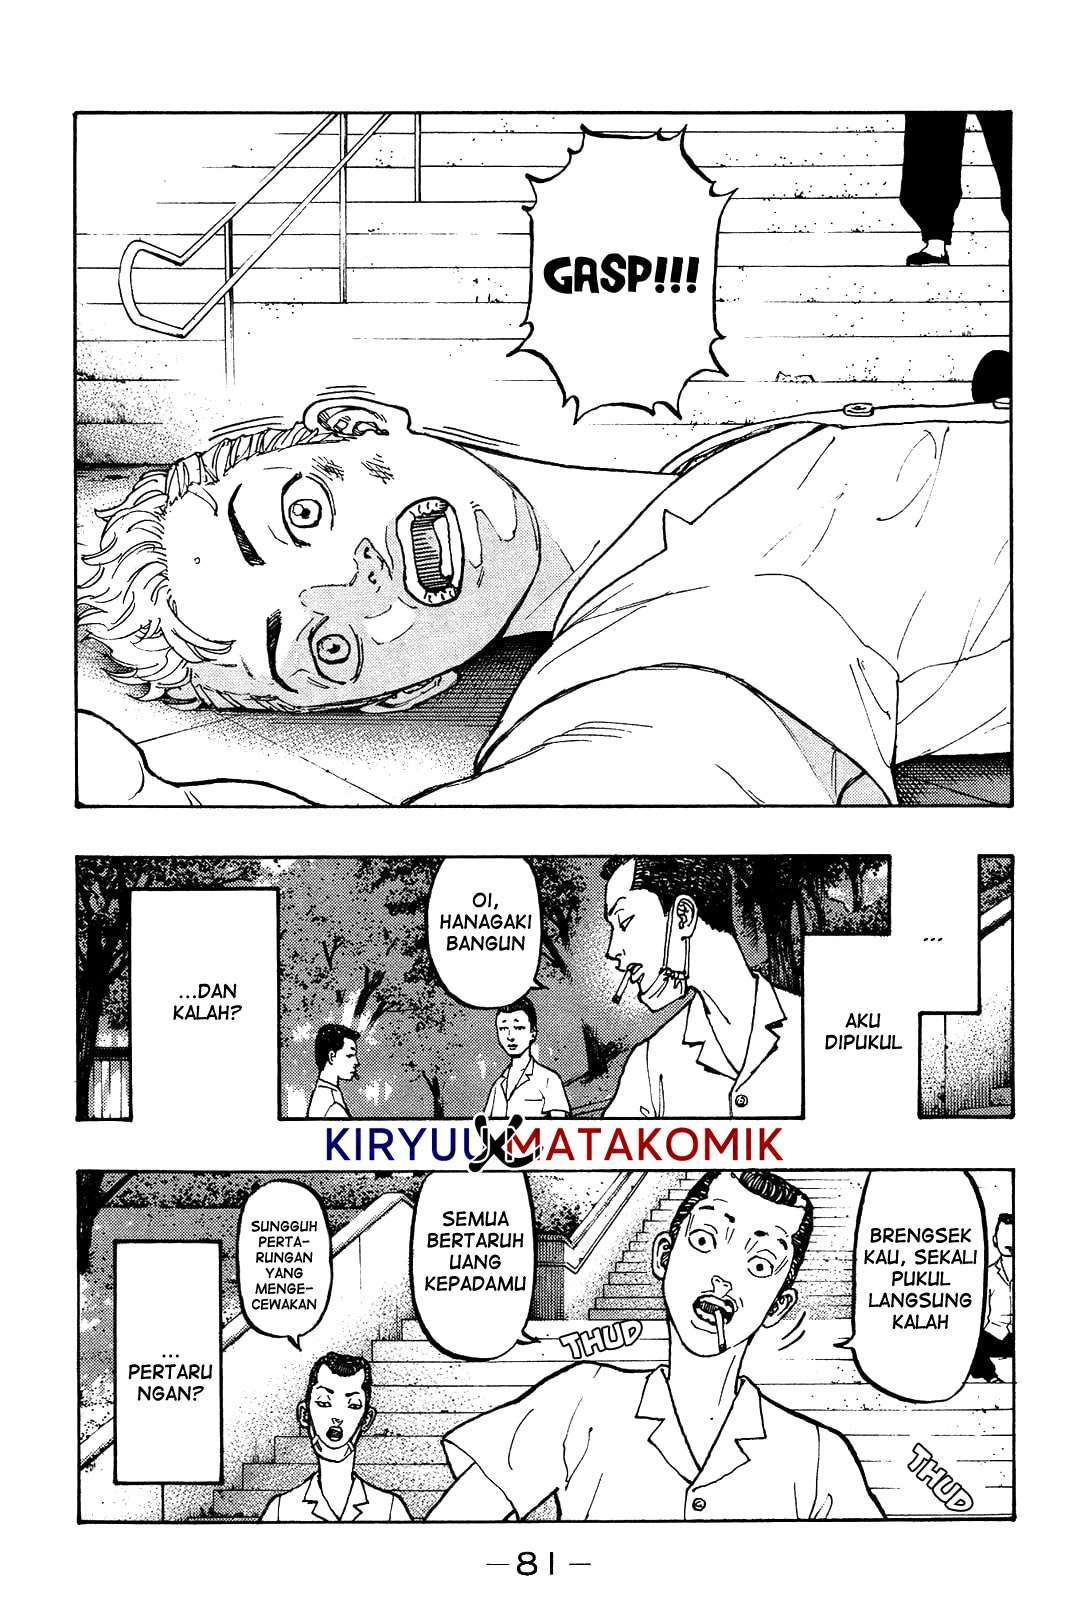 GASP!!!
...
AKU
DIPUKUL
OI,
HANAGAKI
BANGUN
...DAN
KALAH?
KIRYUU X MATAKOMIK
BRENGSEK
KAU, SEKALI
PUKUL
LANGSUNG
KALAH
SEMUA
BERTARUH
UANG
KEPADAMU
THUD
THUD
SUNGGUH
PERTA-
RUNGAN
YANG
MENGE-
CEWAKAN
...
PERTARU
NGAN?
— 81 —